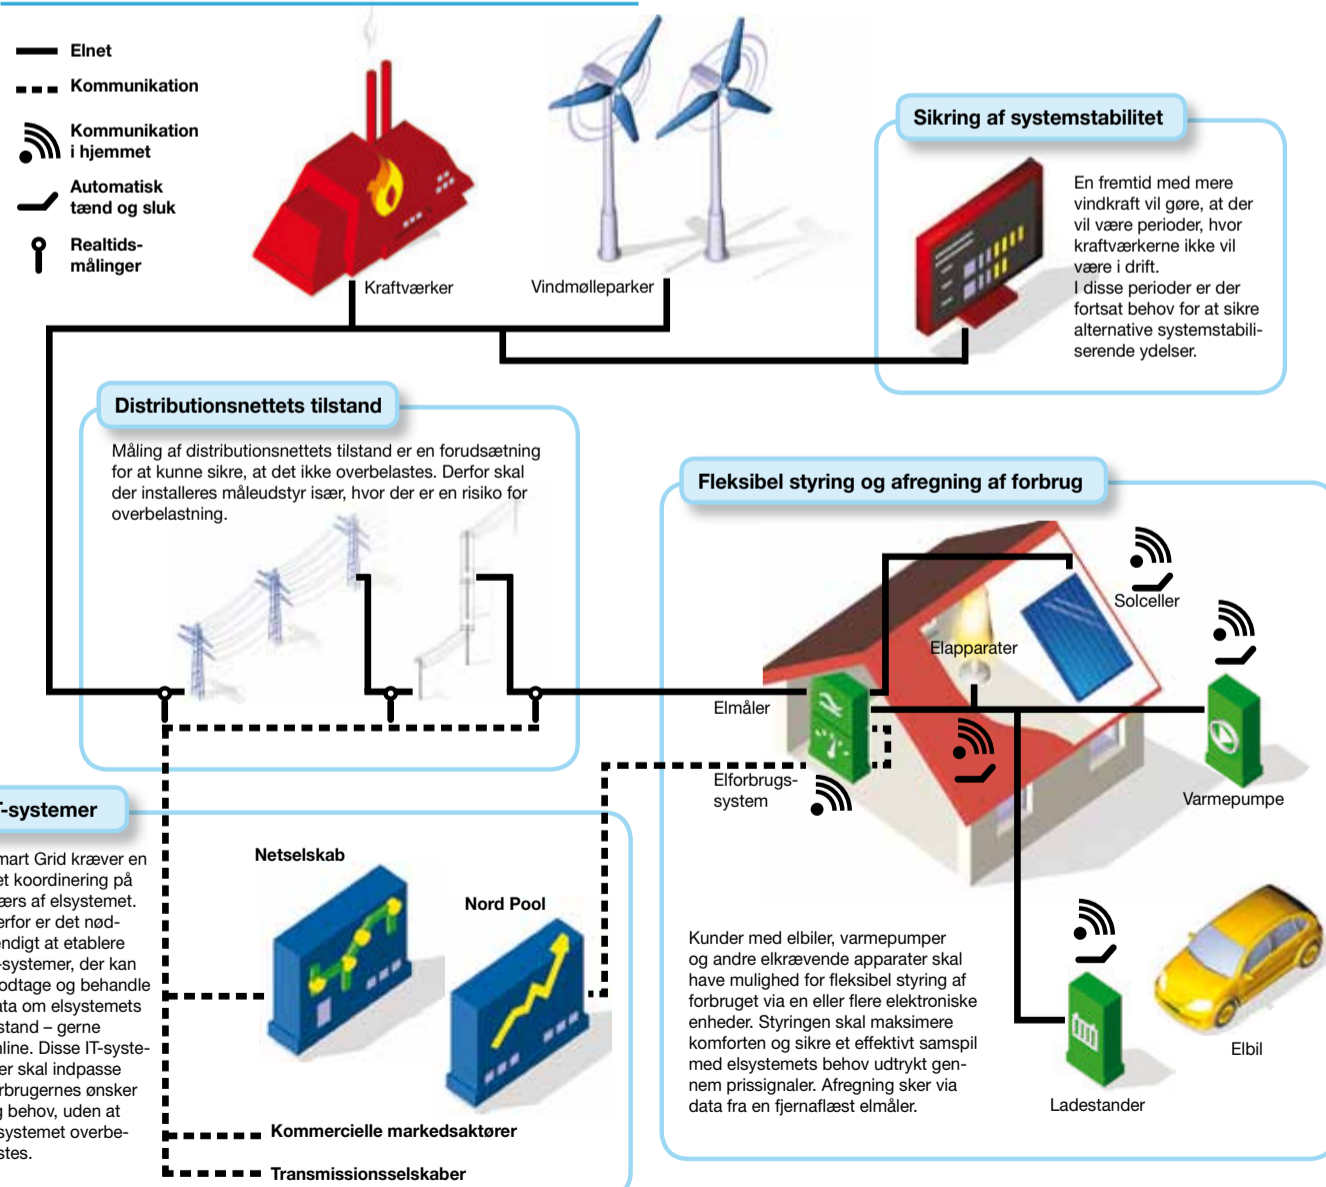 Elnet
Kommunikation
Kommunikation
i hjemmet
Automatisk
tænd og sluk
Realtids-
målinger
Kraftværker
Vindmølleparker
Sikring af systemstabilitet
En fremtid med mere
vindkraft vil gøre, at der
vil være perioder, hvor
kraftværkerne ikke vil
være i drift.
I disse perioder er der
fortsat behov for at sikre
alternative systemstabili-
serende ydelser.
Distributionsnettets tilstand
Måling af distributionsnettets tilstand er en forudsætning
for at kunne sikre, at det ikke overbelastes. Derfor skal
der installeres måleudstyr især, hvor der er en risiko for
overbelastning.
Fleksibel styring og afregning af forbrug
Solceller
Elapparater
Elmåler
Elforbrugs-
system
Varmepumpe
Kunder med elbiler, varmepumper
og andre elkrævende apparater skal
have mulighed for fleksibel styring af
forbruget via en eller flere elektroniske
enheder. Styringen skal maksimere
komforten og sikre et effektivt samspil
med elsystemets behov udtrykt gen-
nem prissignaler. Afregning sker via
data fra en fjernaflæst elmåler.
Elbil
Ladestander
T-systemer
mart Grid kræver en
et koordinering på
ærs af elsystemet.
erfor er det nød-
endigt at etablere
-systemer, der kan
odtage og behandle
ata om elsystemets
stand – gerne
nline. Disse IT-syste-
er skal indpasse
rbrugernes ønsker
g behov, uden at
systemet overbe-
stes.
Netselskab
Nord Pool
Kommercielle markedsaktører
Transmissionsselskaber